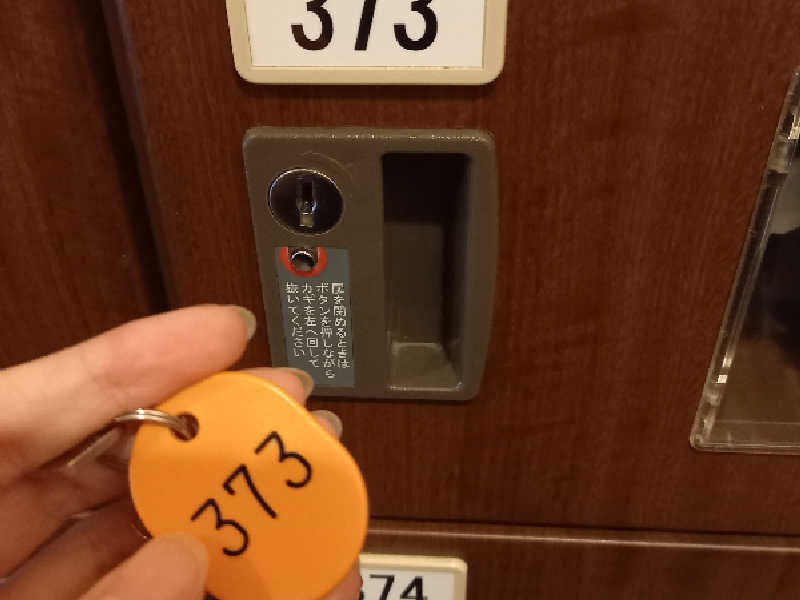 373
扉を閉めるときは
ボタンを押しながら
カギを左へ回して
抜いてください
373
374